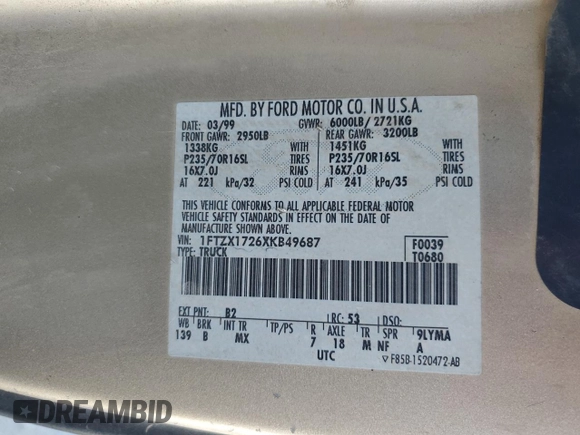 MFD. BY FORD MOTOR CO. IN U.S.A.
DATE: 03/99 GVWR: 6000LB/ 2721KG
FRONT GAWR: 2950LB REAR GAWR: 3200LB
1338KG WITH 1451KG WITH
P235/70R16SL TIRES P235/70R16SL TIRES
16X7.0J RIMS 16X7.0J RIMS
AT 221 kPa/32 PSI COLD AT 241 kPa/35 PSI COLD
THIS VEHICLE CONFORMS TO ALL APPLICABLE FEDERAL MOTOR
VEHICLE SAFETY STANDARDS IN EFFECT ON THE DATE OF
MANUFACTURE SHOWN ABOVE.
VIN: 1FTZX1726XKB49687 F0039
TYPE: TRUCK T0680
EXT PNT: B2 RC: 53 DSO:
WB BRK INT TR TP/PS R AXLE TR SPR 9LYMA
139 B MX 7 18 M NF A
UTC ▽ F85B-1520472-AB
DREAMBID